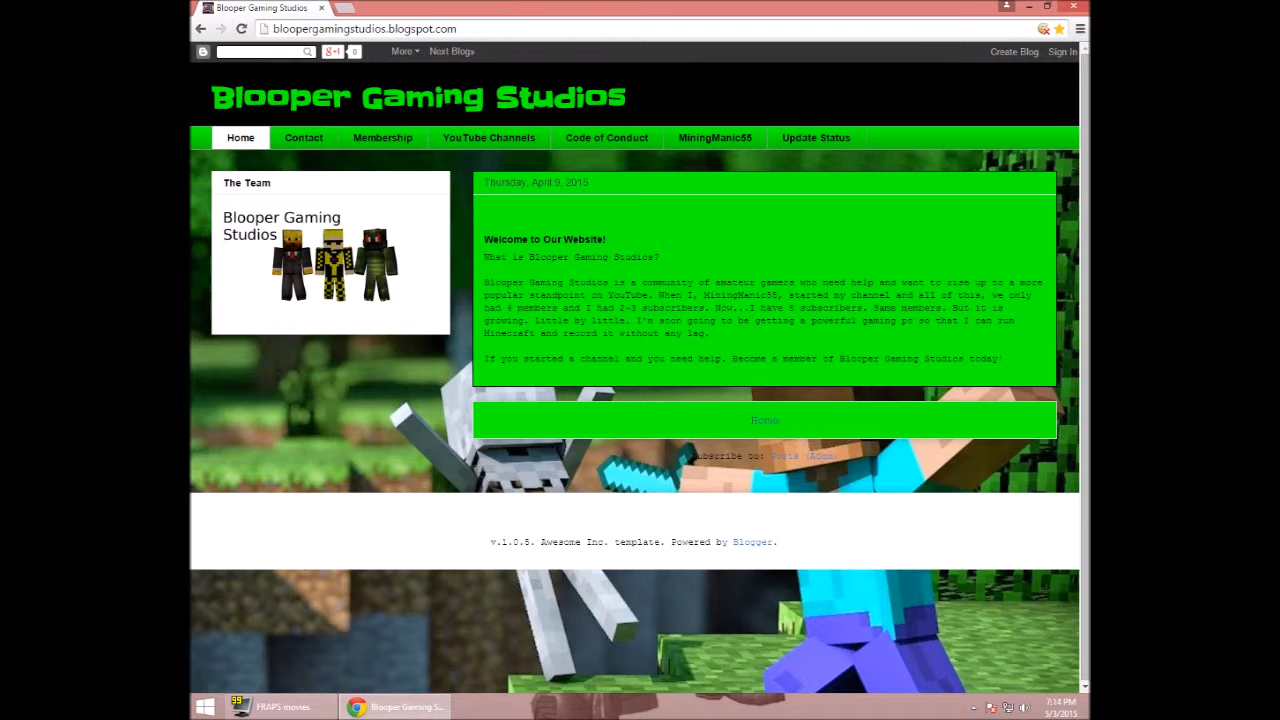 Blooper Gaming Studios
bloopergamingstudios.blogspot.com
g+1 0 More Next Blog»
Create Blog Sign In
Blooper Gaming Studios
Home Contact Membership YouTube Channels Code of Conduct MiningManic55 Update Status
The Team
Blooper Gaming
Studios
Thursday, April 9, 2015
Welcome to Our Website!
What is Blooper Gaming Studios?
Blooper Gaming Studios is a community of amateur gamers who need help and want to rise up to a more
popular standpoint on YouTube. When I, MiningManic55, started my channel and all of this, we only
had 4 members and I had 2-3 subscribers. Now...I have 8 subscribers. Same members. But it is
growing. Little by little. I'm soon going to be getting a powerful gaming pc so that I can run
Minecraft and record it without any lag.
If you started a channel and you need help. Become a member of Blooper Gaming Studios today!
Home
Subscribe to: Posts (Atom)
v.1.0.5. Awesome Inc. template. Powered by Blogger.
99 FRAPS movies
Blooper Gaming S...
7:14 PM
5/3/2015